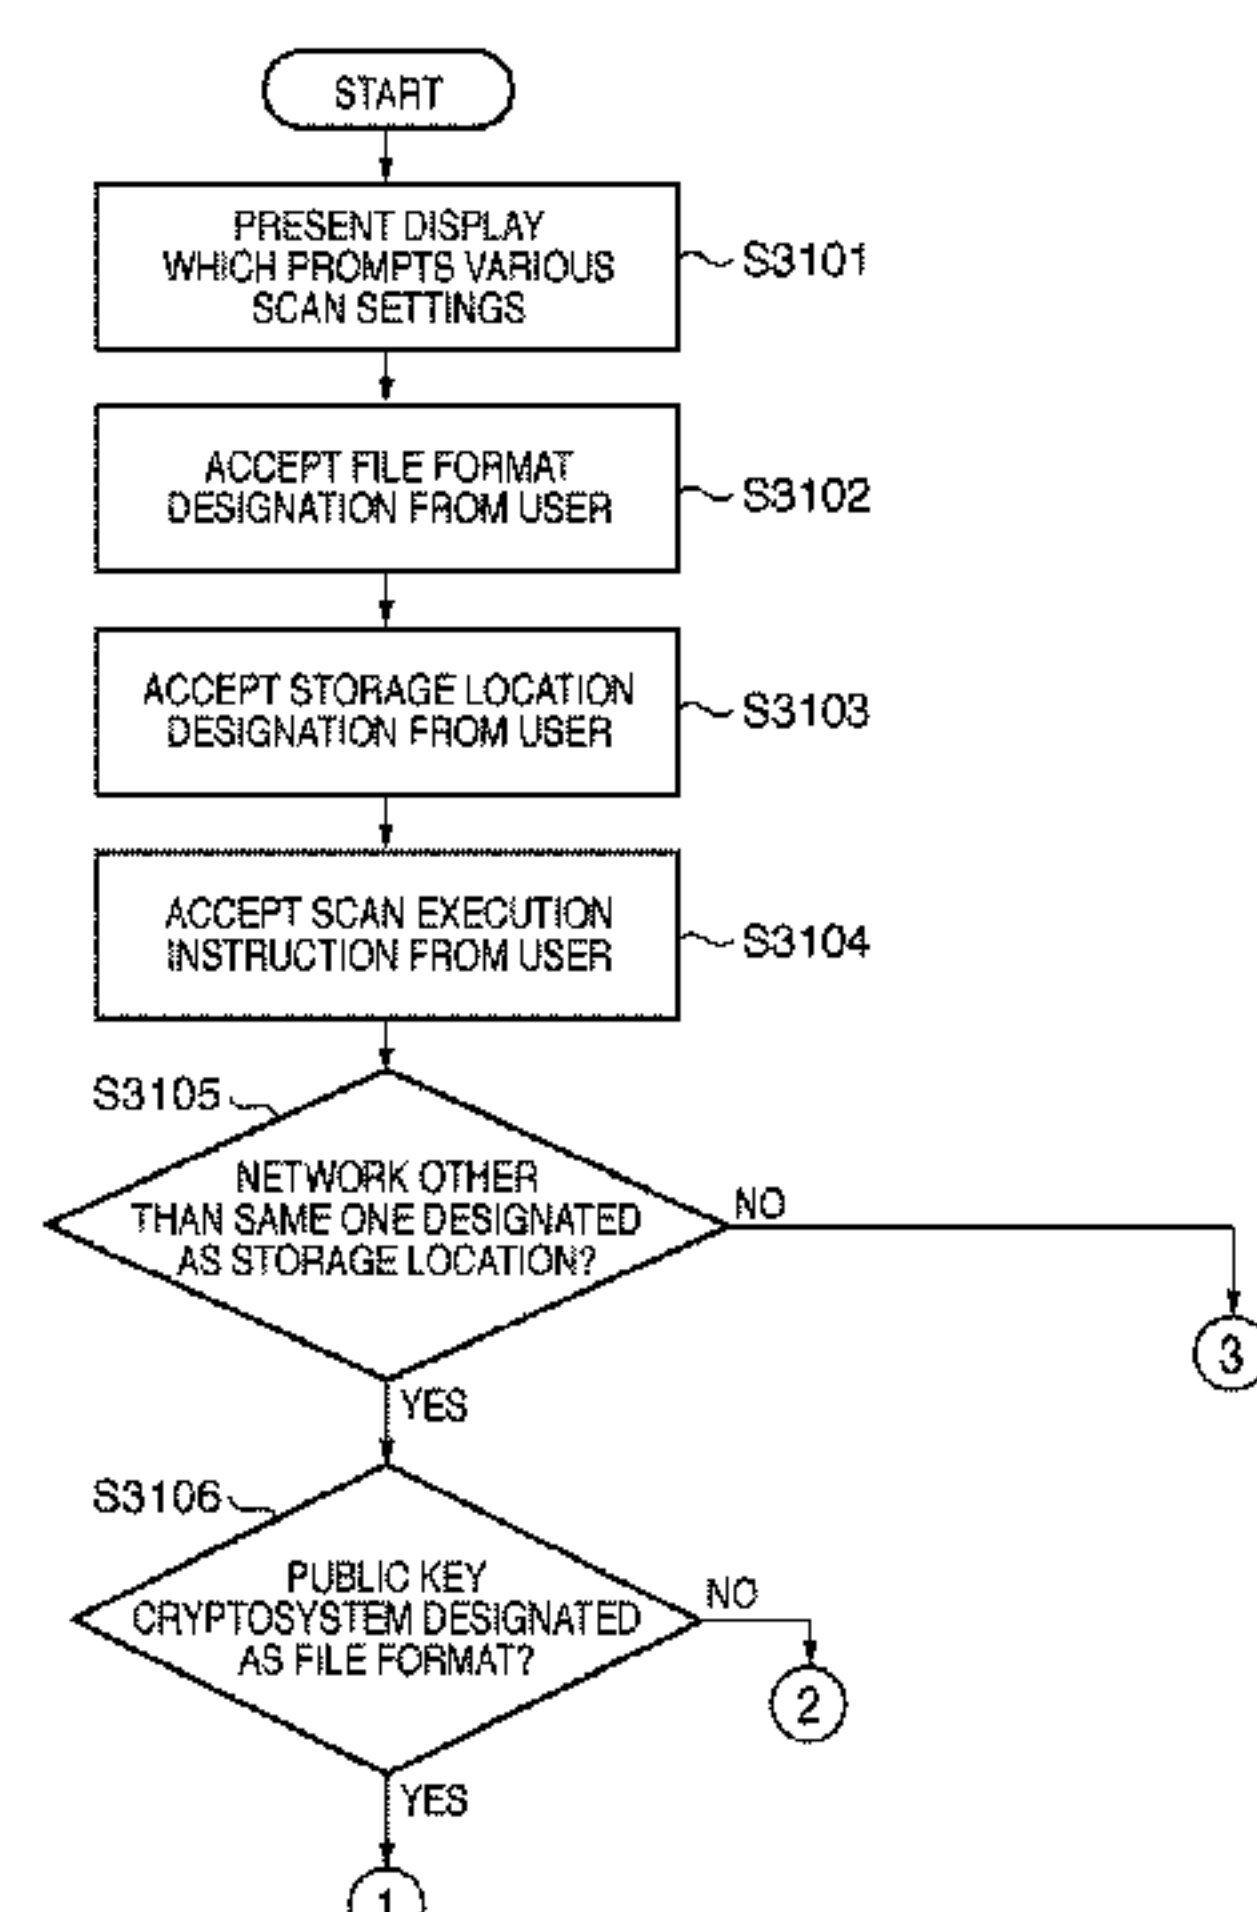 START
PRESENT DISPLAY
WHICH PROMPTS VARIOUS
SCAN SETTINGS
S3101
ACCEPT FILE FORMAT
DESIGNATION FROM USER
S3102
ACCEPT STORAGE LOCATION
DESIGNATION FROM USER
S3103
ACCEPT SCAN EXECUTION
INSTRUCTION FROM USER
S3104
S3105
NETWORK OTHER
THAN SAME ONE DESIGNATED
AS STORAGE LOCATION?
NO
3
YES
S3106
PUBLIC KEY
CRYPTOSYSTEM DESIGNATED
AS FILE FORMAT?
NO
2
YES
1